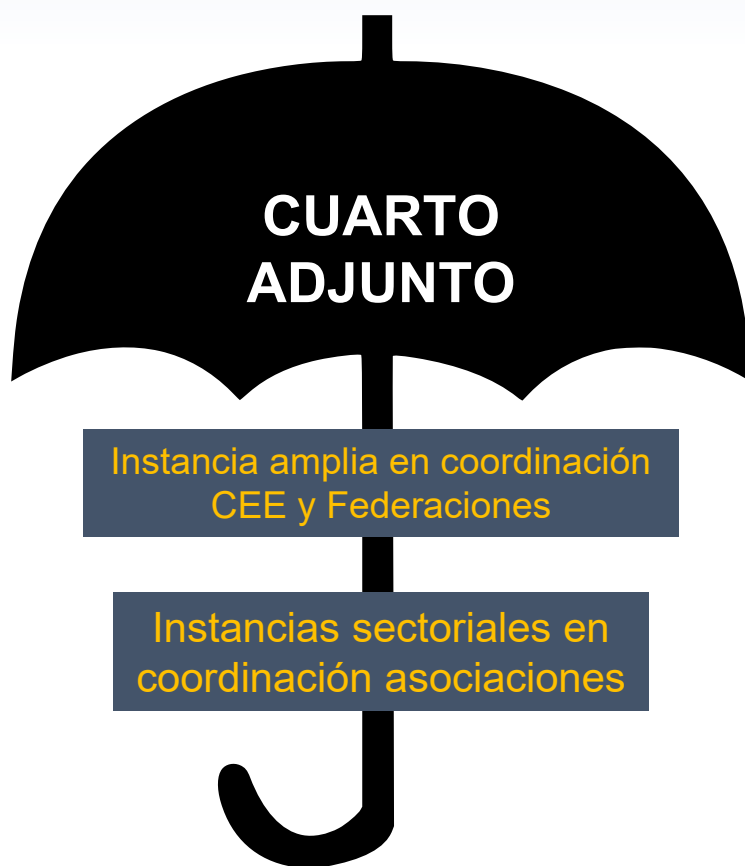 CUARTO
ADJUNTO
Instancia amplia en coordinación
CEE y Federaciones
Instancias sectoriales en
coordinación asociaciones